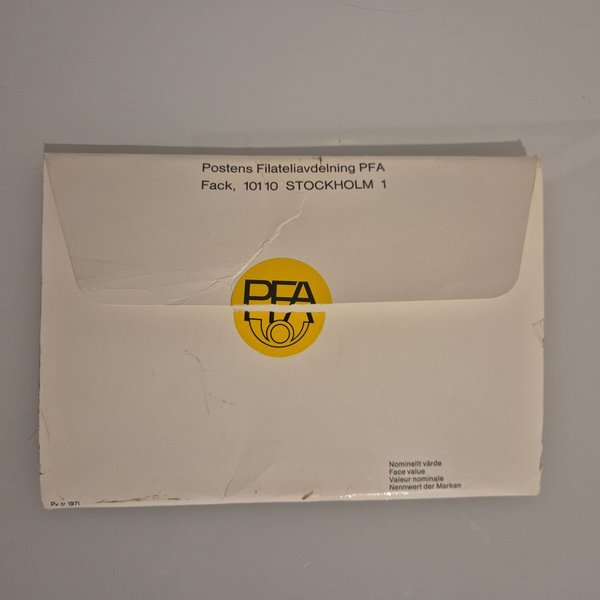 Postens Filateliavdelning PFA
Fack, 10110 STOCKHOLM 1
PFA
Nominellt värde
Face value
Valeur nominale
Nennwert der Marken
Pv tr 1971